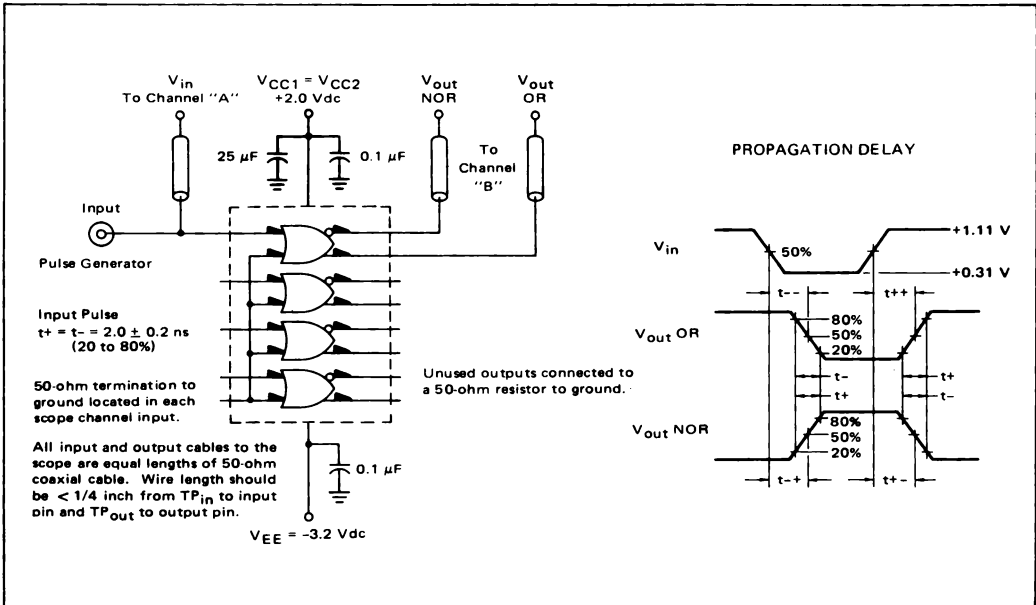 Vin
To Channel "A"
VCC1 = VCC2
+2.0 Vdc
Vout
NOR
Vout
OR
25 µF
0.1 µF
To
Channel
"B"
Input
Pulse Generator
Input Pulse
t+ = t- = 2.0 ± 0.2 ns
(20 to 80%)
50-ohm termination to
ground located in each
scope channel input.
All input and output cables to the
scope are equal lengths of 50-ohm
coaxial cable. Wire length should
be < 1/4 inch from TPin to input
pin and TPout to output pin.
Unused outputs connected to
a 50-ohm resistor to ground.
0.1 µF
VEE = -3.2 Vdc
PROPAGATION DELAY
Vin
50%
+1.11 V
+0.31 V
t--
t++
Vout OR
80%
50%
20%
t-
t+
t+
t-
Vout NOR
80%
50%
20%
t-+
t+-